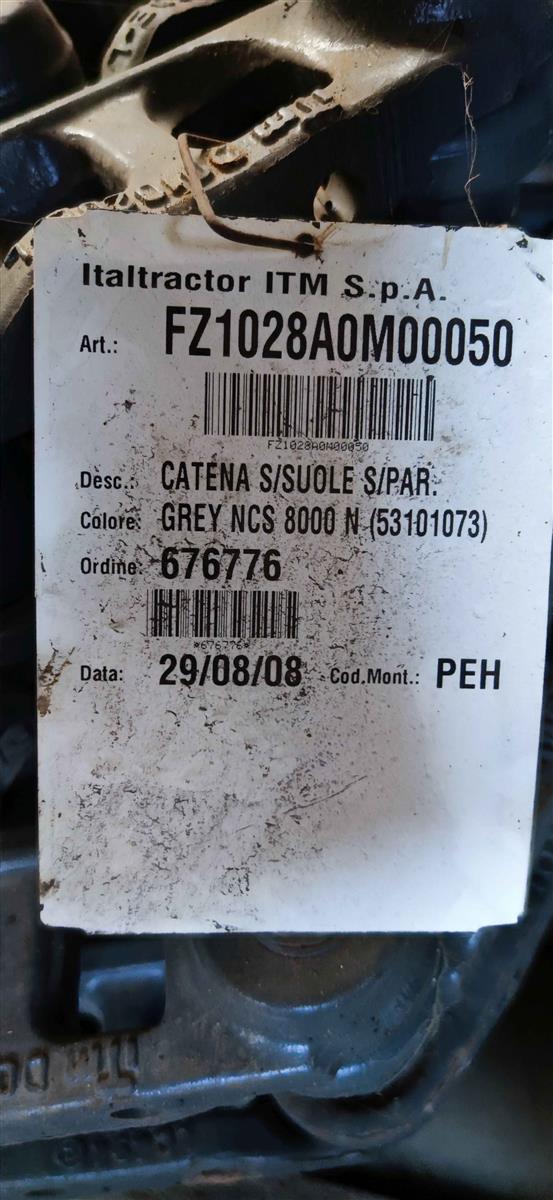 Italtractor ITM S.p.A.
Art.: FZ1028A0M00050
FZ1028A0M00050
Desc.: CATENA S/SUOLE S/PAR.
Colore: GREY NCS 8000 N (53101073)
Ordine: 676776
*676776*
Data: 29/08/08 Cod.Mont.: PEH